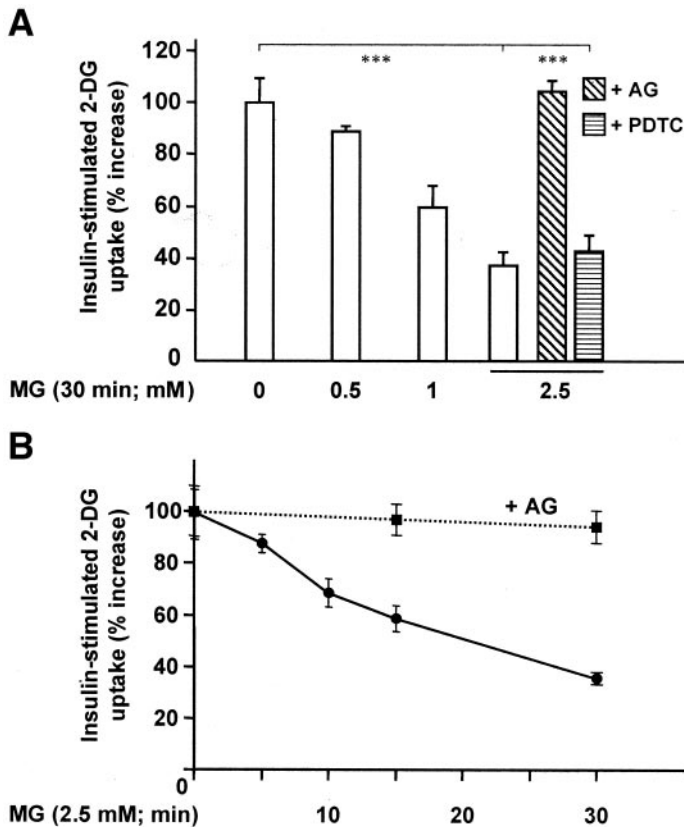 A
Insulin-stimulated 2-DG
uptake (% increase)
120
100
80
60
40
20
0
***
***
+ AG
+ PDTC
MG (30 min; mM)
0
0.5
1
2.5
B
Insulin-stimulated 2-DG
uptake (% increase)
100
80
60
40
20
0
+ AG
MG (2.5 mM; min)
10
20
30